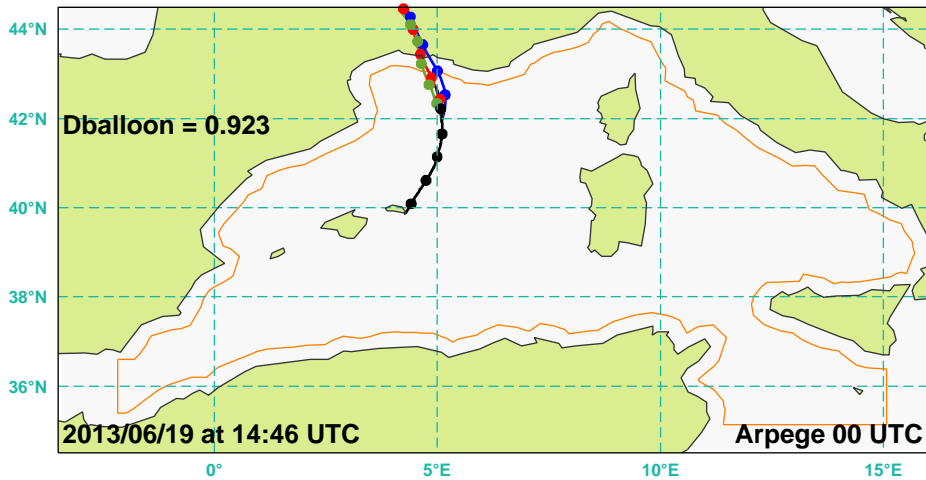 44°N
42°N
Dballoon = 0.923
40°N
38°N
36°N
2013/06/19 at 14:46 UTC
Arpege 00 UTC
0°
5°E
10°E
15°E